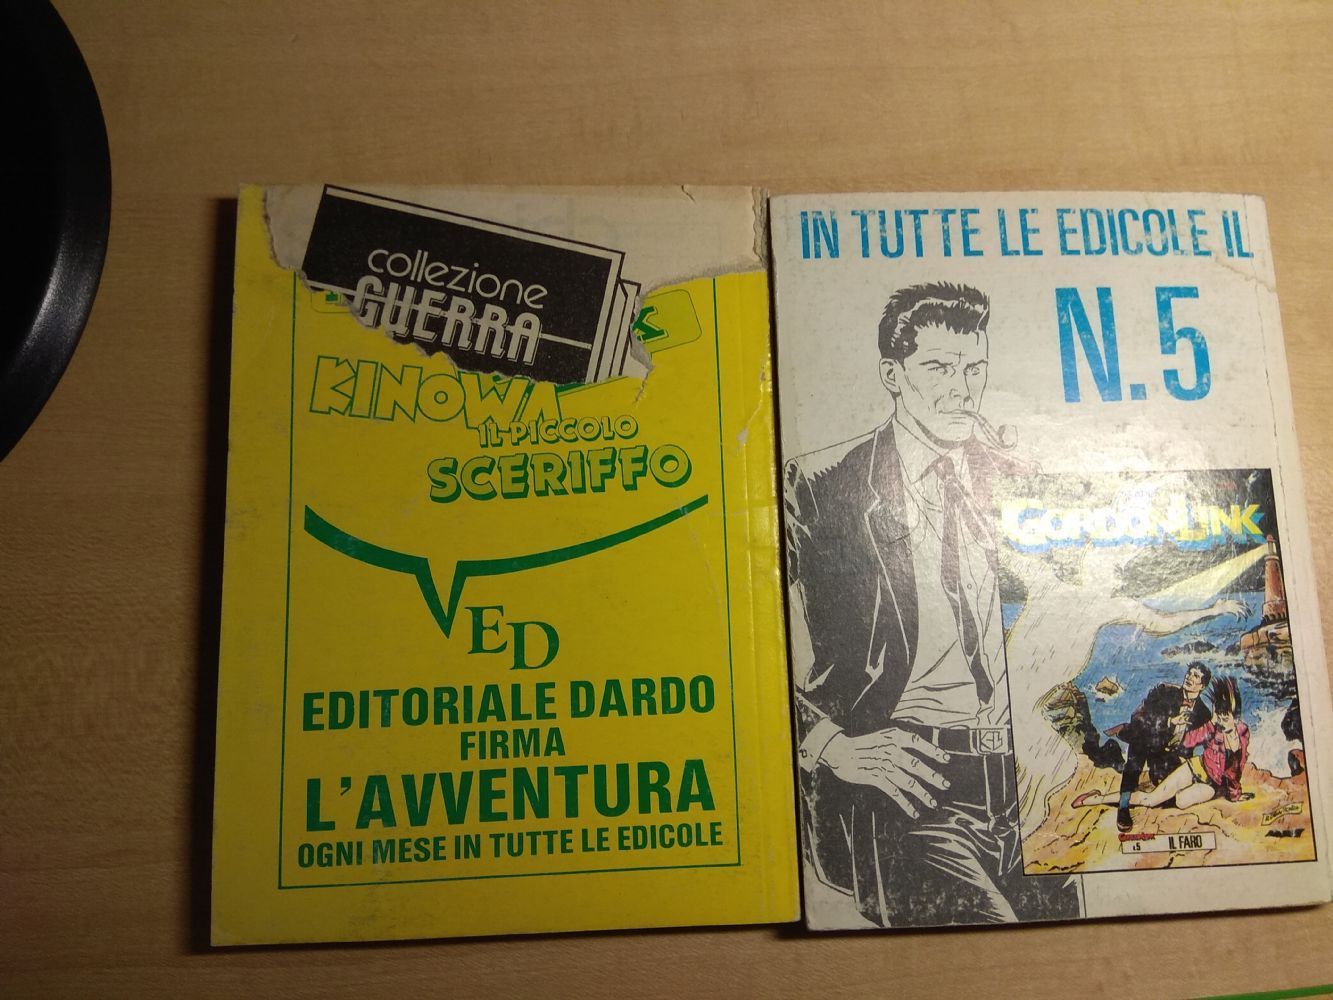 collezione
GUERRA
KINOWA
IL PICCOLO
SCERIFFO
ED
EDITORIALE DARDO
FIRMA
L'AVVENTURA
OGNI MESE IN TUTTE LE EDICOLE
IN TUTTE LE EDICOLE IL
N.5
GORDON LINK
IL FARO